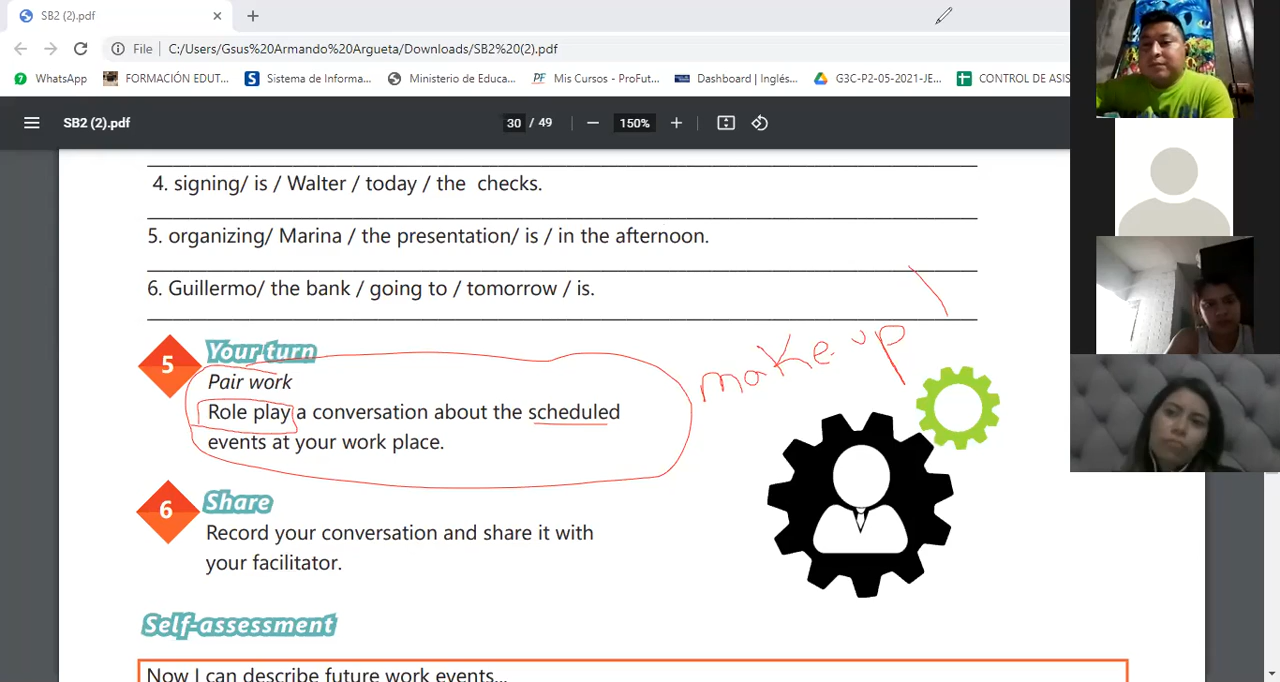 SB2 (2).pdf
File | C:/Users/Gsus%20Armando%20Argueta/Downloads/SB2%20(2).pdf
WhatsApp FORMACIÓN EDUT... Sistema de Informa... Ministerio de Educa... PF Mis Cursos - ProFut... Dashboard | Inglés... G3C-P2-05-2021-JE... CONTROL DE ASIS
SB2 (2).pdf 30 / 49 150%
4. signing/ is / Walter / today / the checks.
5. organizing/ Marina / the presentation/ is / in the afternoon.
6. Guillermo/ the bank / going to / tomorrow / is.
5 Your turn
Pair work
Role play a conversation about the scheduled
events at your work place.
make up
6 Share
Record your conversation and share it with
your facilitator.
Self-assessment
Now I can describe future work events...